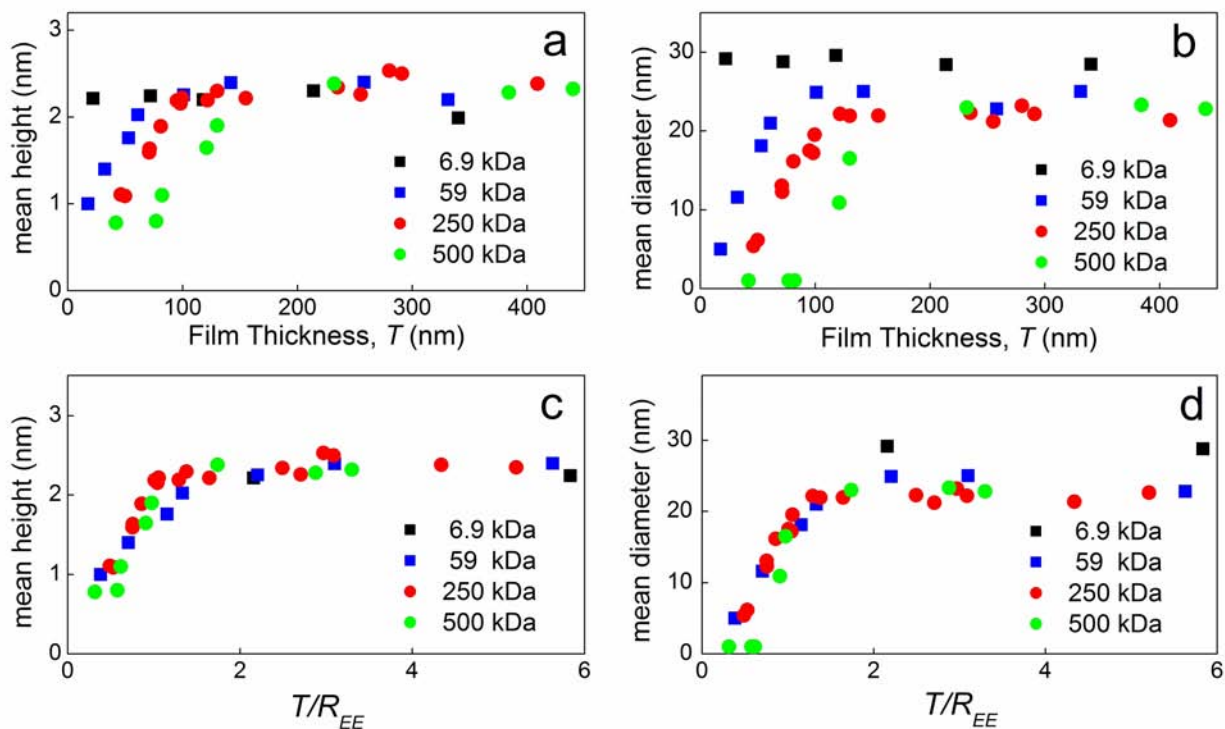 a
mean height (nm)
3
2
1
0
6.9 kDa
59 kDa
250 kDa
500 kDa
0 100 200 300 400
Film Thickness, T (nm)
b
mean diameter (nm)
30
20
10
0
6.9 kDa
59 kDa
250 kDa
500 kDa
0 100 200 300 400
Film Thickness, T (nm)
c
mean height (nm)
3
2
1
0
6.9 kDa
59 kDa
250 kDa
500 kDa
0 2 4 6
T/R_EE
d
mean diameter (nm)
30
20
10
0
6.9 kDa
59 kDa
250 kDa
500 kDa
0 2 4 6
T/R_EE